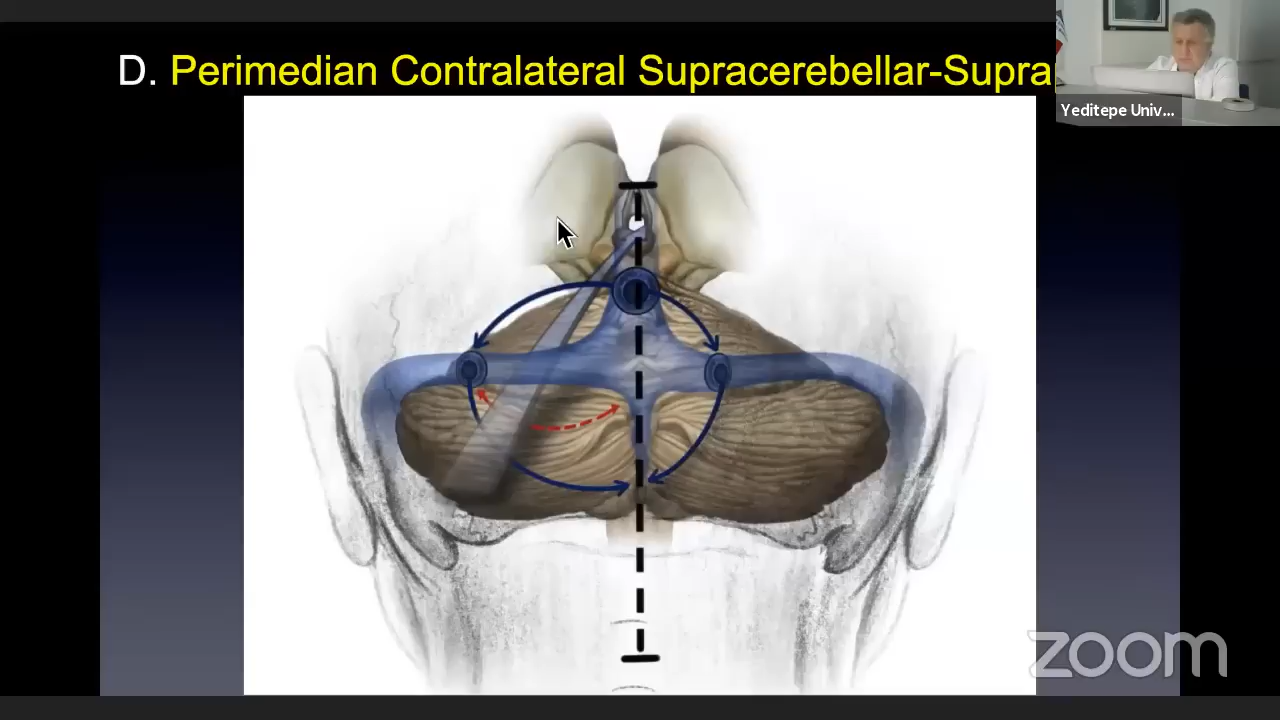 D. Perimedian Contralateral Supracerebellar-Supra
Yeditepe Univ...
zoom